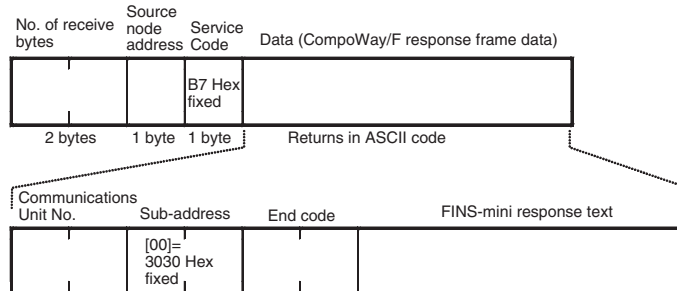 No. of receive bytes
Source node address
Service Code
Data (CompoWay/F response frame data)
B7 Hex fixed
2 bytes
1 byte
1 byte
Returns in ASCII code
Communications Unit No.
Sub-address
End code
FINS-mini response text
[00]=
3030 Hex
fixed